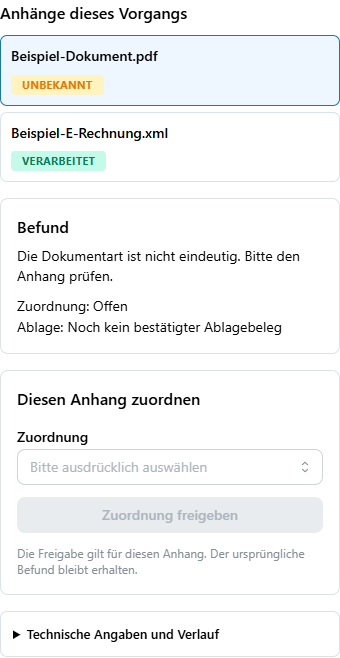 Anhänge dieses Vorgangs
Beispiel-Dokument.pdf
UNBEKANNT
Beispiel-E-Rechnung.xml
VERARBEITET
Befund
Die Dokumentart ist nicht eindeutig. Bitte den
Anhang prüfen.
Zuordnung: Offen
Ablage: Noch kein bestätigter Ablagebeleg
Diesen Anhang zuordnen
Zuordnung
Bitte ausdrücklich auswählen
Zuordnung freigeben
Die Freigabe gilt für diesen Anhang. Der ursprüngliche
Befund bleibt erhalten.
Technische Angaben und Verlauf